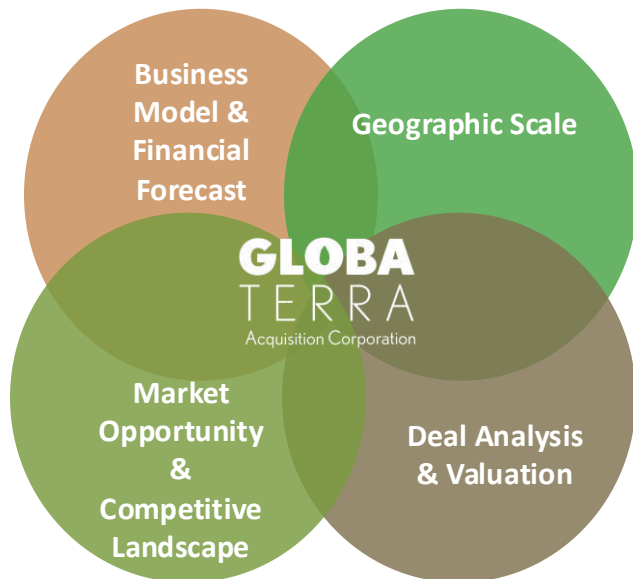 Business
Model &
Financial
Forecast
Geographic Scale
GLOBA
TERRA
Acquisition Corporation
Market
Opportunity
&
Competitive
Landscape
Deal Analysis
& Valuation